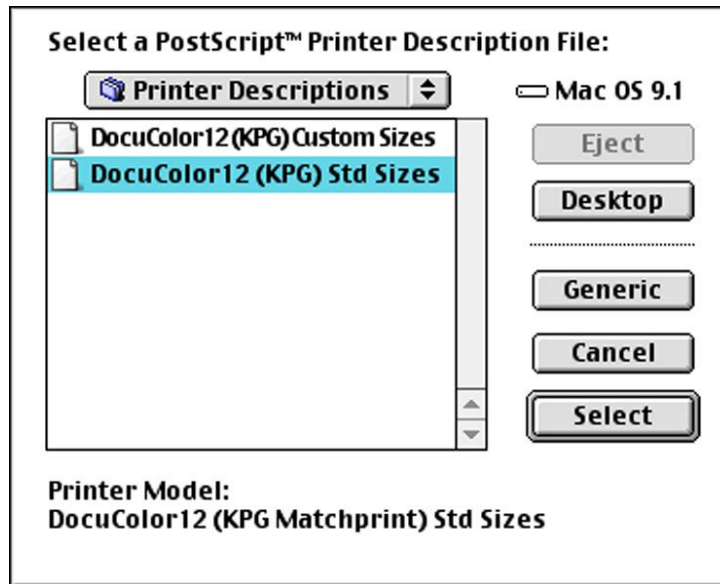 Select a PostScript™ Printer Description File:
Printer Descriptions
Mac OS 9.1
DocuColor12 (KPG) Custom Sizes
DocuColor12 (KPG) Std Sizes
Eject
Desktop
Generic
Cancel
Select
Printer Model:
DocuColor12 (KPG Matchprint) Std Sizes